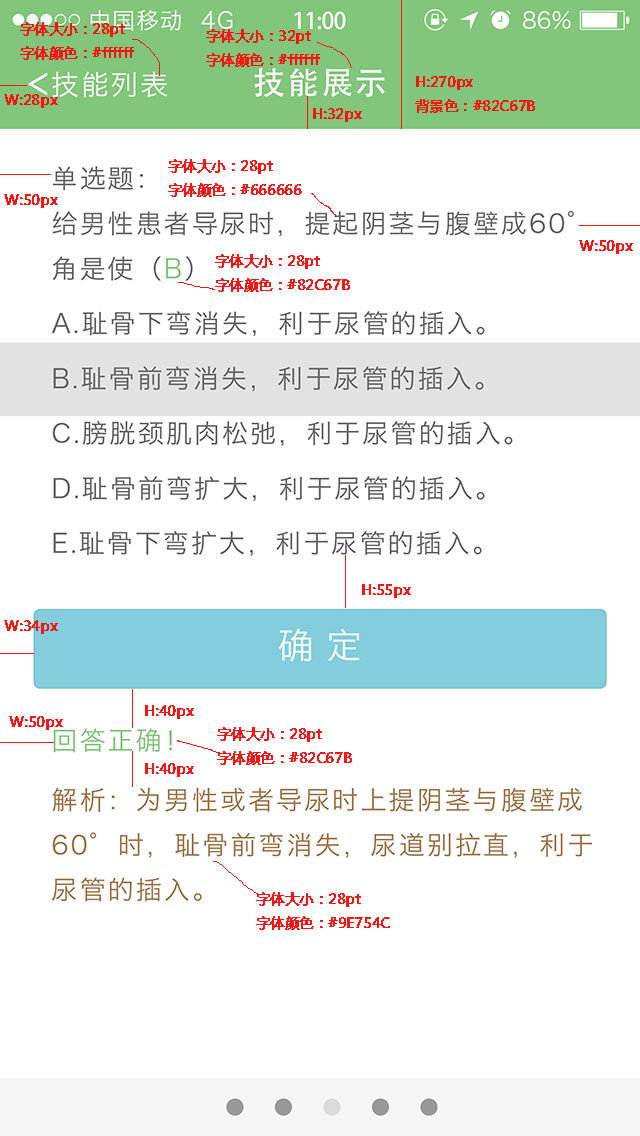 中国移动 4G 11:00 86%
字体大小：28pt
字体颜色：#ffffff
字体大小：32pt
字体颜色：#ffffff
<技能列表
技能展示
H:270px
背景色：#82C67B
W:28px
H:32px
单选题：
字体大小：28pt
字体颜色：#666666
W:50px
给男性患者导尿时，提起阴茎与腹壁成60°
W:50px
角是使（B）
字体大小：28pt
字体颜色：#82C67B
A.耻骨下弯消失，利于尿管的插入。
B.耻骨前弯消失，利于尿管的插入。
C.膀胱颈肌肉松弛，利于尿管的插入。
D.耻骨前弯扩大，利于尿管的插入。
E.耻骨下弯扩大，利于尿管的插入。
H:55px
W:34px
确 定
H:40px
W:50px
回答正确！
字体大小：28pt
字体颜色：#82C67B
H:40px
解析：为男性或者导尿时上提阴茎与腹壁成
60°时，耻骨前弯消失，尿道别拉直，利于
尿管的插入。
字体大小：28pt
字体颜色：#9E754C